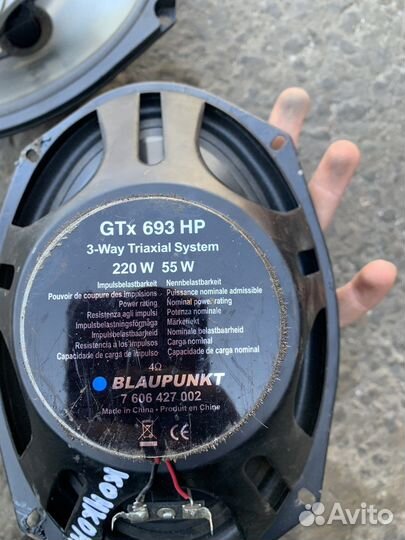 GTx 693 HP
3-Way Triaxial System
220 W 55 W
Impulsbelastbarkeit Nennbelastbarkeit
Pouvoir de coupure des Impulsions Puissance nominale admissible
Power rating Nominal power rating
Resistenza agli impulsi Potenza nominale
Impulsbelastningsförmåga Märkeffekt
Impulsbelastbaarheid Nominale belastbaarheid
Resistencia a los impulsos Carga nominal
Capacidade de carga de impulso Capacidade de carga nominal
4Ω
BLAUPUNKT
7 606 427 002
Made in China • Produit en Chine
CE
Avito